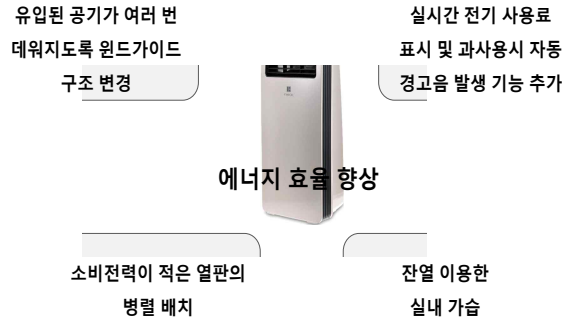 유입된 공기가 여러 번
데워지도록 윈드가이드
구조 변경
실시간 전기 사용료
표시 및 과사용시 자동
경고음 발생 기능 추가
에너지 효율 향상
소비전력이 적은 열판의
병렬 배치
잔열 이용한
실내 가습